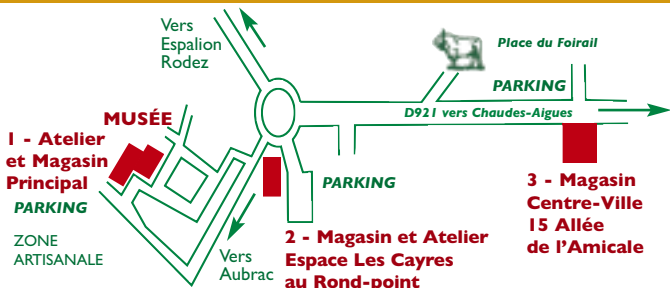 Vers
Espalion
Rodez
Place du Foirail
PARKING
D921 vers Chaudes-Aigues
MUSÉE
1 - Atelier
et Magasin
Principal
PARKING
ZONE
ARTISANALE
PARKING
Vers
Aubrac
2 - Magasin et Atelier
Espace Les Cayres
au Rond-point
3 - Magasin
Centre-Ville
15 Allée
de l'Amicale